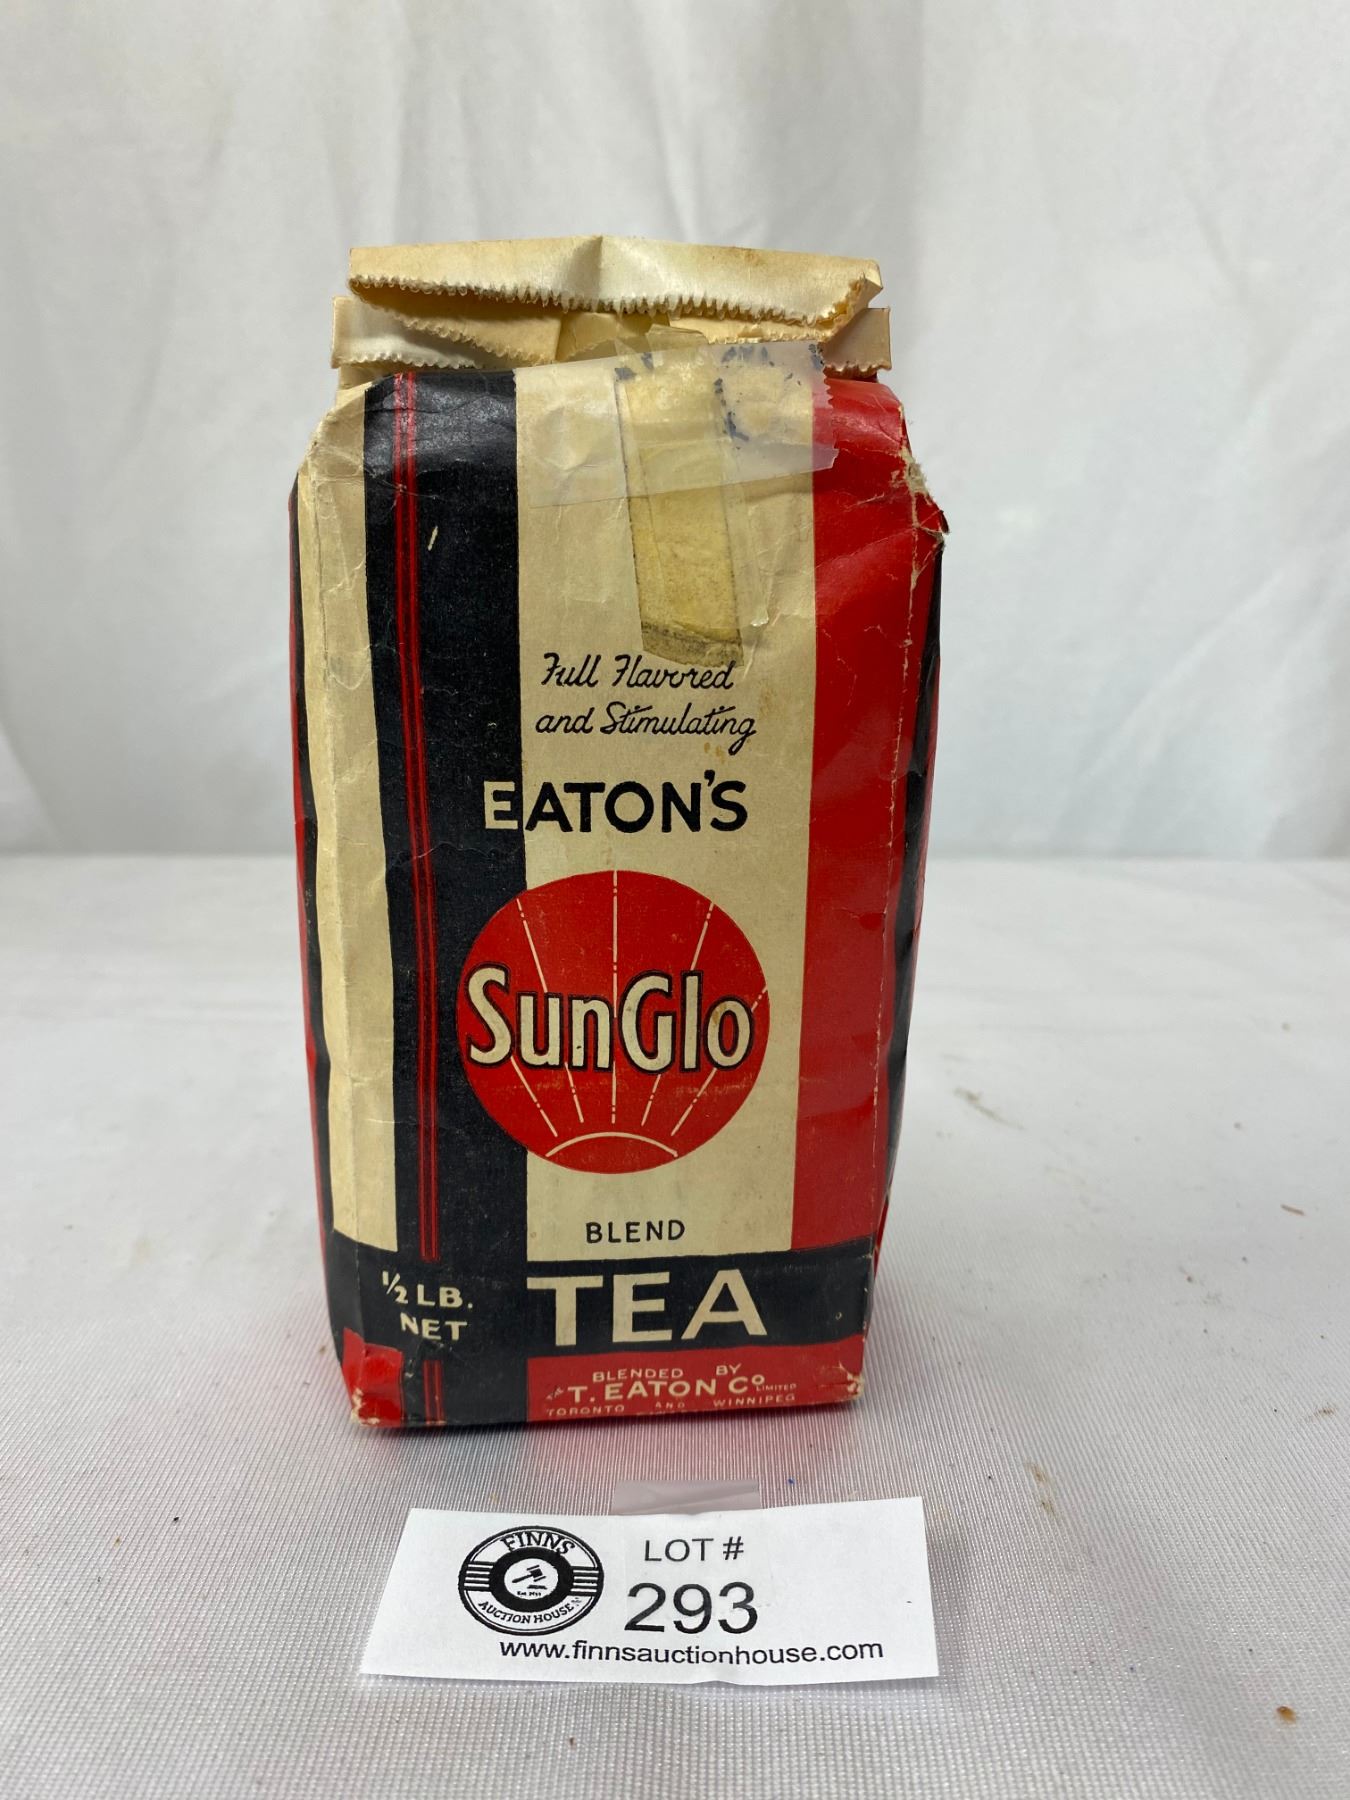 Full Flavored
and Stimulating
EATON'S
SunGlo
BLEND
½ LB.
NET
TEA
BLENDED BY
THE T. EATON Co LIMITED
TORONTO AND WINNIPEG
FINNS
AUCTION HOUSE
LOT #
293
www.finnsauctionhouse.com